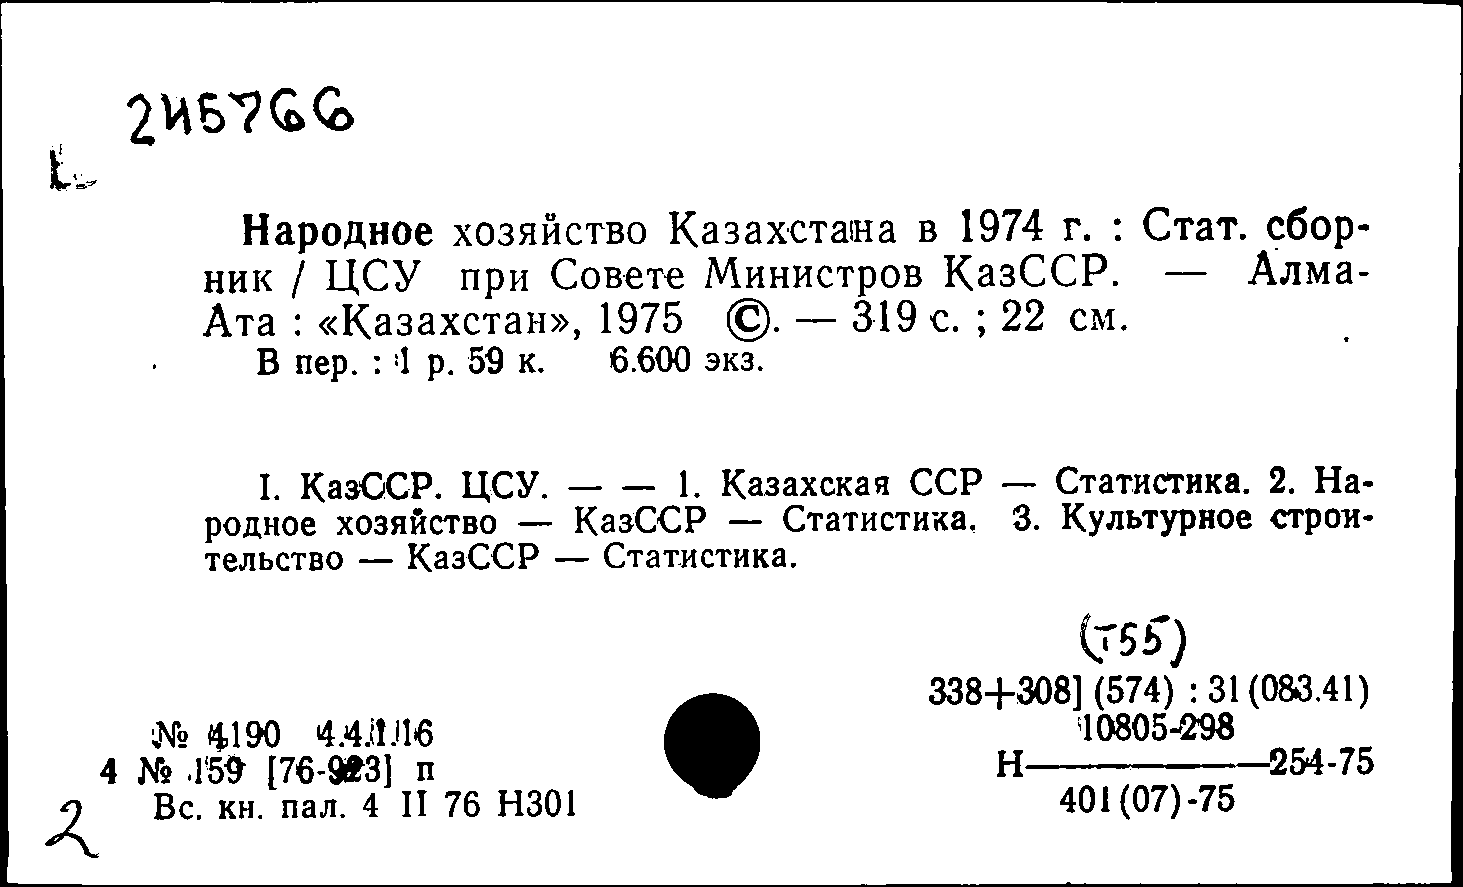 245766
Народное хозяйство Казахстана в 1974 г. : Стат. сбор-
ник / ЦСУ при Совете Министров КазССР. — Алма-
Ата : «Казахстан», 1975 ©. — 319 с. ; 22 см.
В пер. : 1 р. 59 к. 6.600 экз.
I. КазССР. ЦСУ. — — 1. Казахская ССР — Статистика. 2. На-
родное хозяйство — КазССР — Статистика. 3. Культурное строи-
тельство — КазССР — Статистика.
(т55)
338+308] (574) : 31 (083.41)
№ 4190 4.4.1.16
10805-298
Н————254-75
401 (07)-75
4 № 159 [76-923] п
Вс. кн. пал. 4 II 76 Н301
2